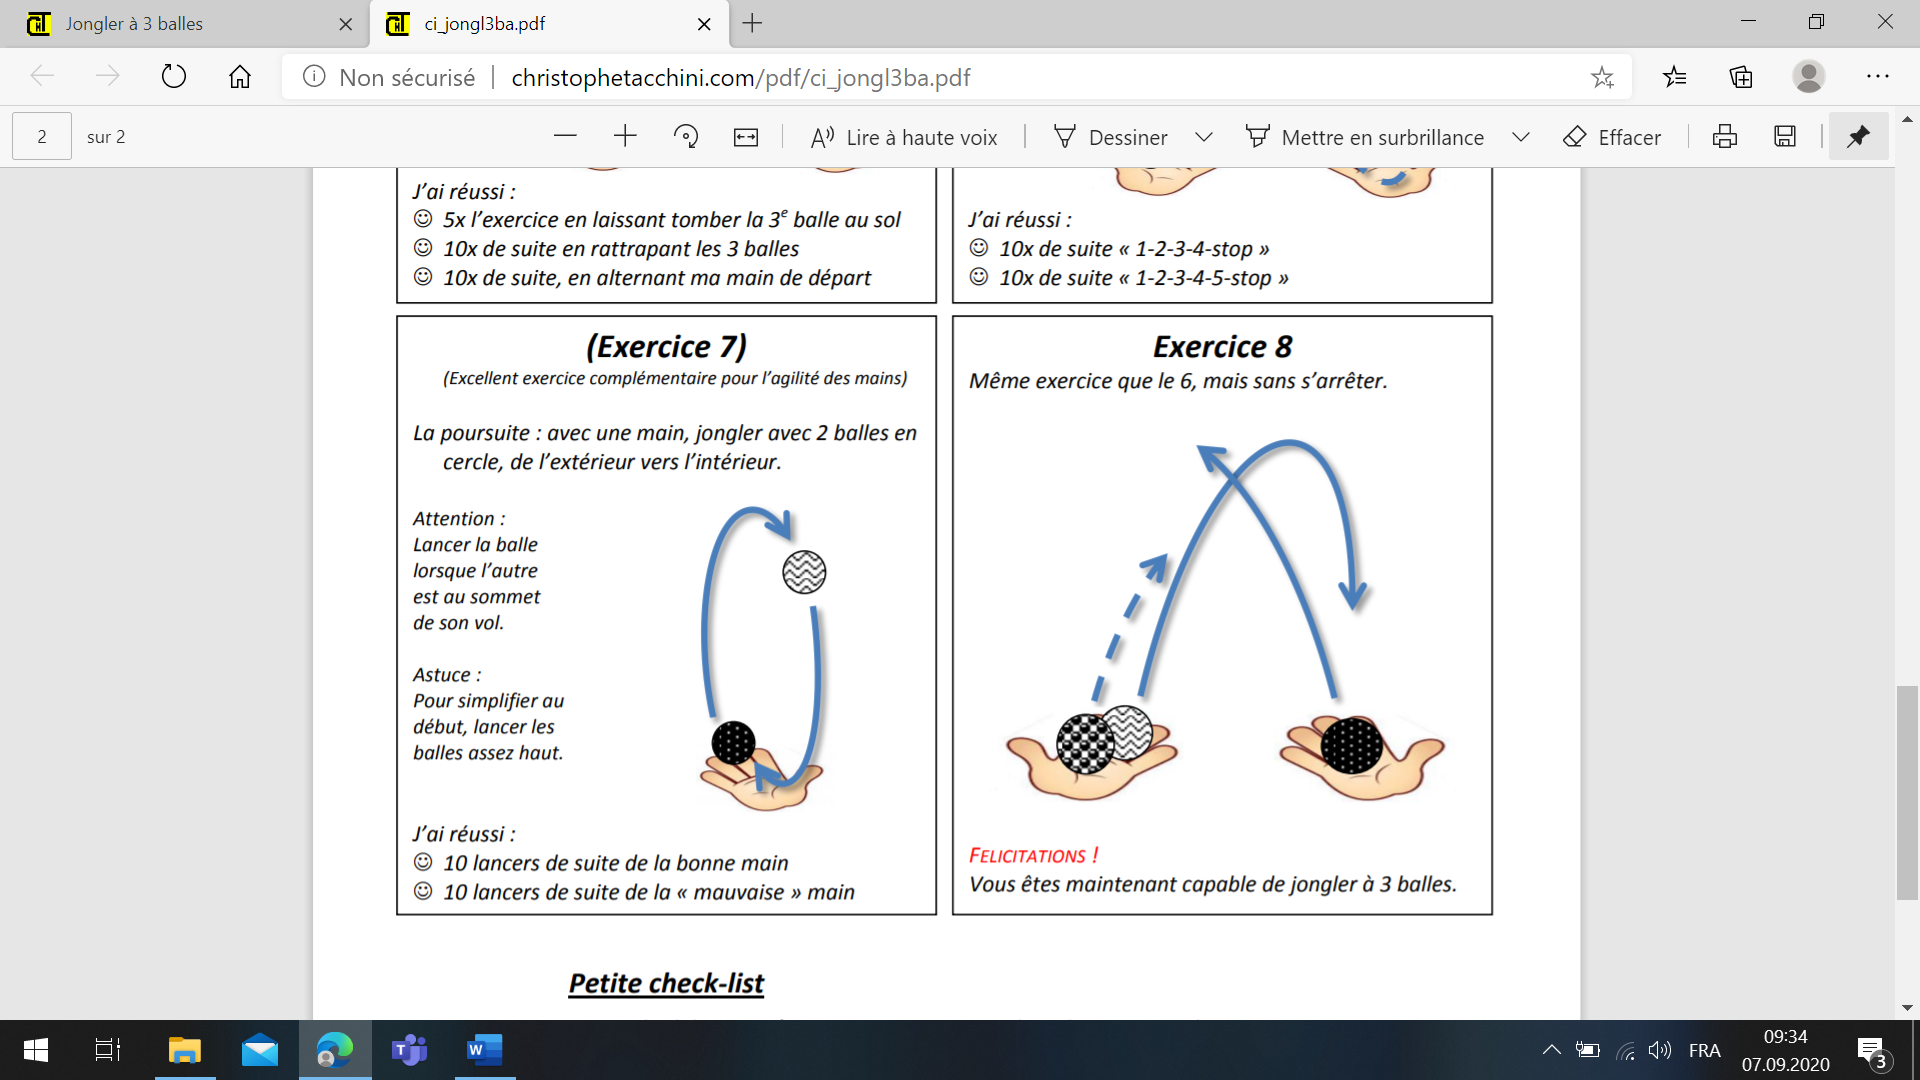 Jongler à 3 balles
ci_jongl3ba.pdf
Non sécurisé
christophetacchini.com/pdf/ci_jongl3ba.pdf
2 sur 2
Lire à haute voix
Dessiner
Mettre en surbrillance
Effacer
J'ai réussi :
☺ 5x l'exercice en laissant tomber la 3e balle au sol
☺ 10x de suite en rattrapant les 3 balles
☺ 10x de suite, en alternant ma main de départ
J'ai réussi :
☺ 10x de suite « 1-2-3-4-stop »
☺ 10x de suite « 1-2-3-4-5-stop »
(Exercice 7)
(Excellent exercice complémentaire pour l'agilité des mains)
La poursuite : avec une main, jongler avec 2 balles en
cercle, de l'extérieur vers l'intérieur.
Attention :
Lancer la balle
lorsque l'autre
est au sommet
de son vol.
Astuce :
Pour simplifier au
début, lancer les
balles assez haut.
J'ai réussi :
☺ 10 lancers de suite de la bonne main
☺ 10 lancers de suite de la « mauvaise » main
Exercice 8
Même exercice que le 6, mais sans s'arrêter.
FELICITATIONS !
Vous êtes maintenant capable de jongler à 3 balles.
Petite check-list
FRA
09:34
07.09.2020
3